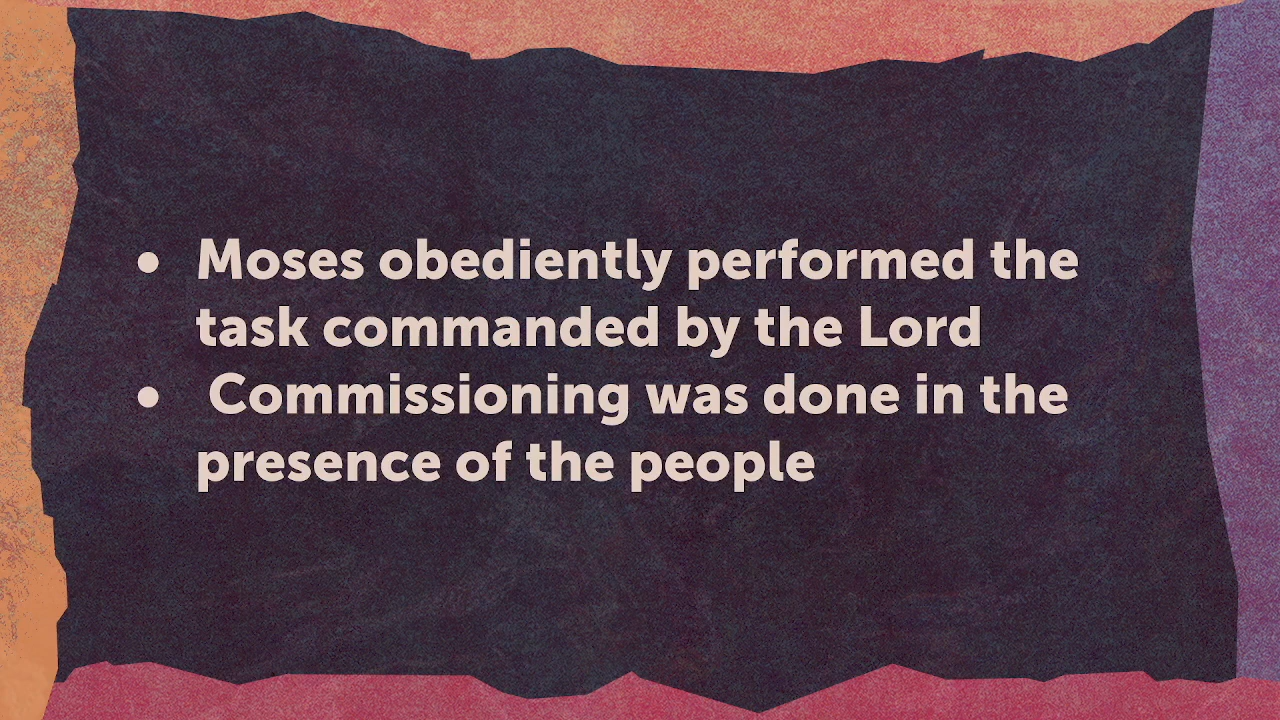 • Moses obediently performed the
task commanded by the Lord
• Commissioning was done in the
presence of the people